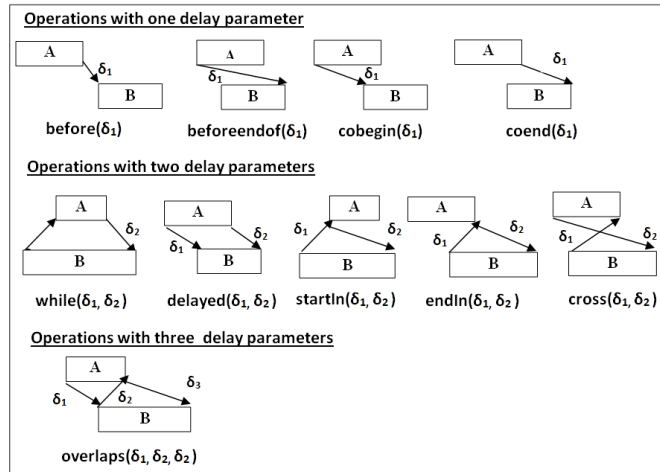 Operations with one delay parameter
A
δ1
B
before(δ1)
A
δ1
B
beforeendof(δ1)
A
δ1
B
cobegin(δ1)
A
δ1
B
coend(δ1)
Operations with two delay parameters
A
δ2
B
while(δ1, δ2)
A
δ1
δ2
B
delayed(δ1, δ2)
A
δ1
δ2
B
startIn(δ1, δ2)
A
δ1
δ2
B
endIn(δ1, δ2)
A
δ1
δ2
B
cross(δ1, δ2)
Operations with three delay parameters
A
δ1
δ2
δ3
B
overlaps(δ1, δ2, δ2)